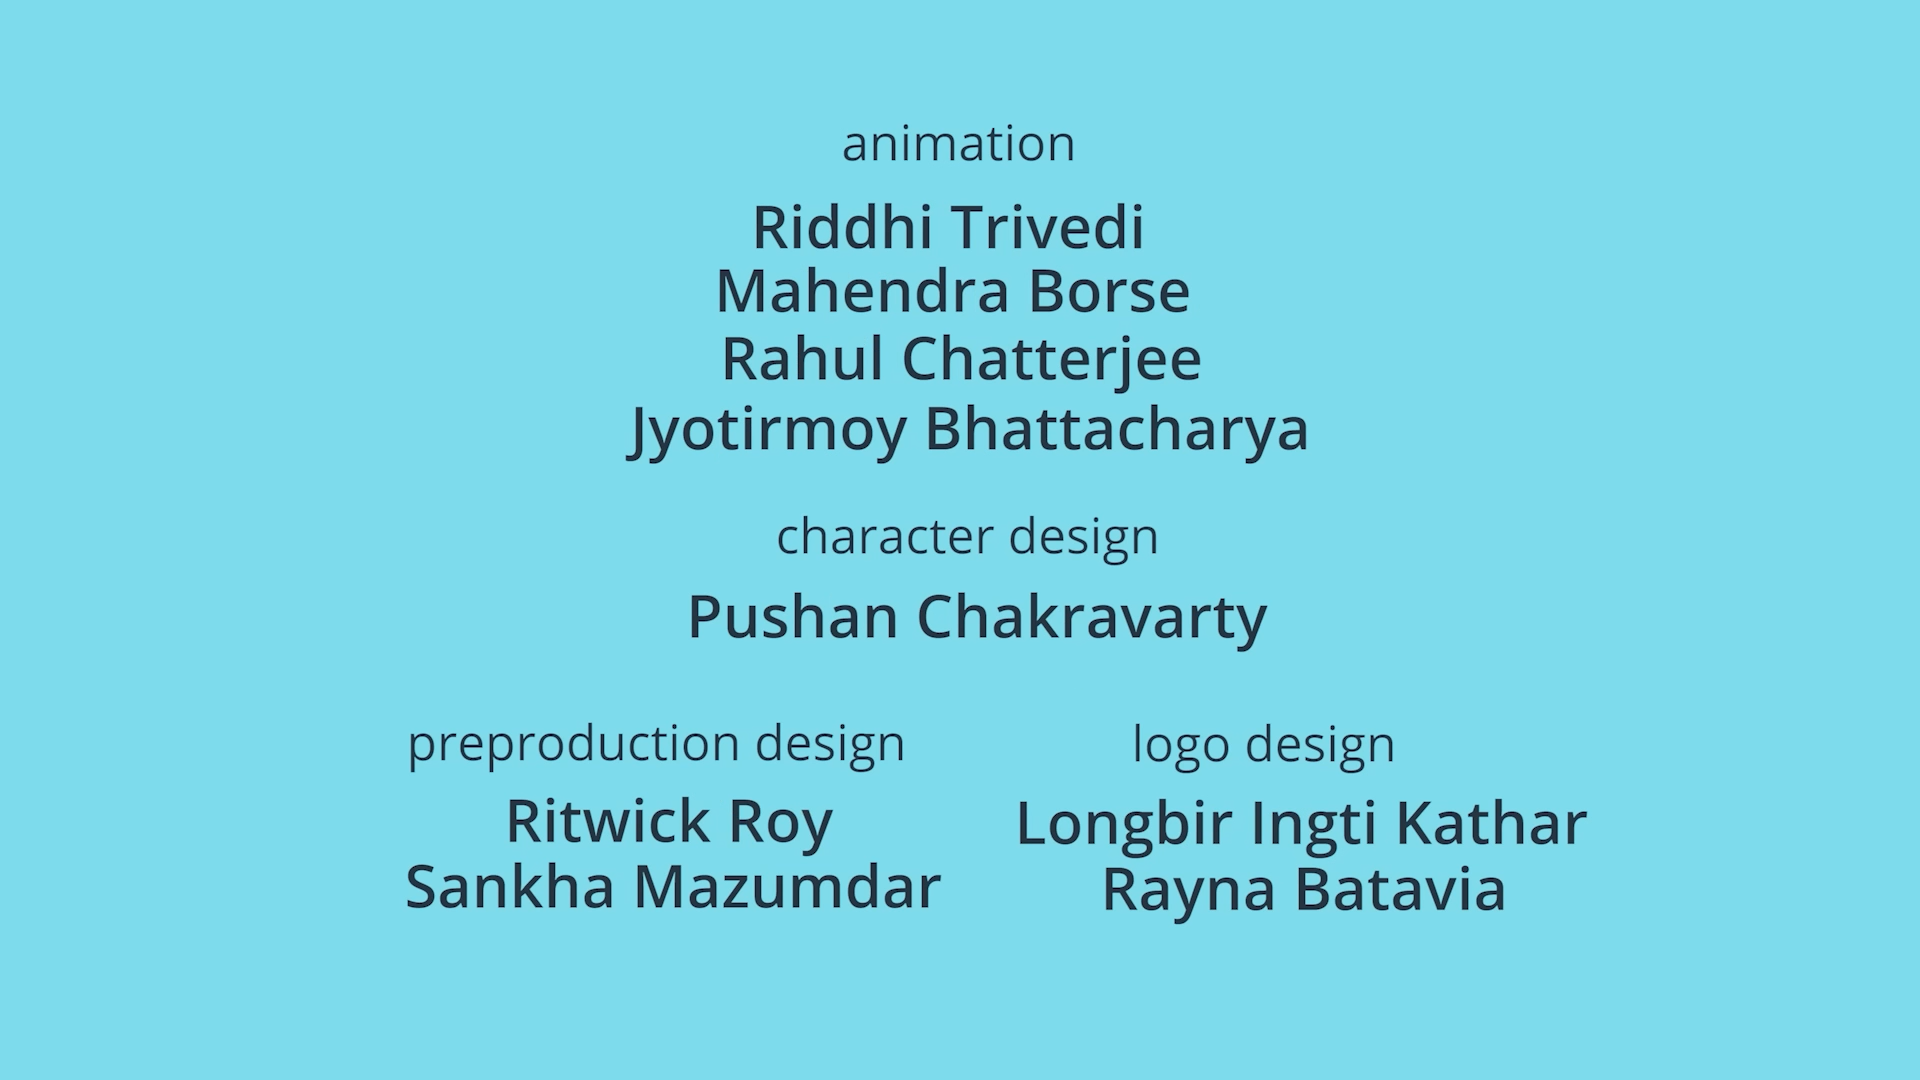 animation
Riddhi Trivedi
Mahendra Borse
Rahul Chatterjee
Jyotirmoy Bhattacharya
character design
Pushan Chakravarty
preproduction design
Ritwick Roy
Sankha Mazumdar
logo design
Longbir Ingti Kathar
Rayna Batavia